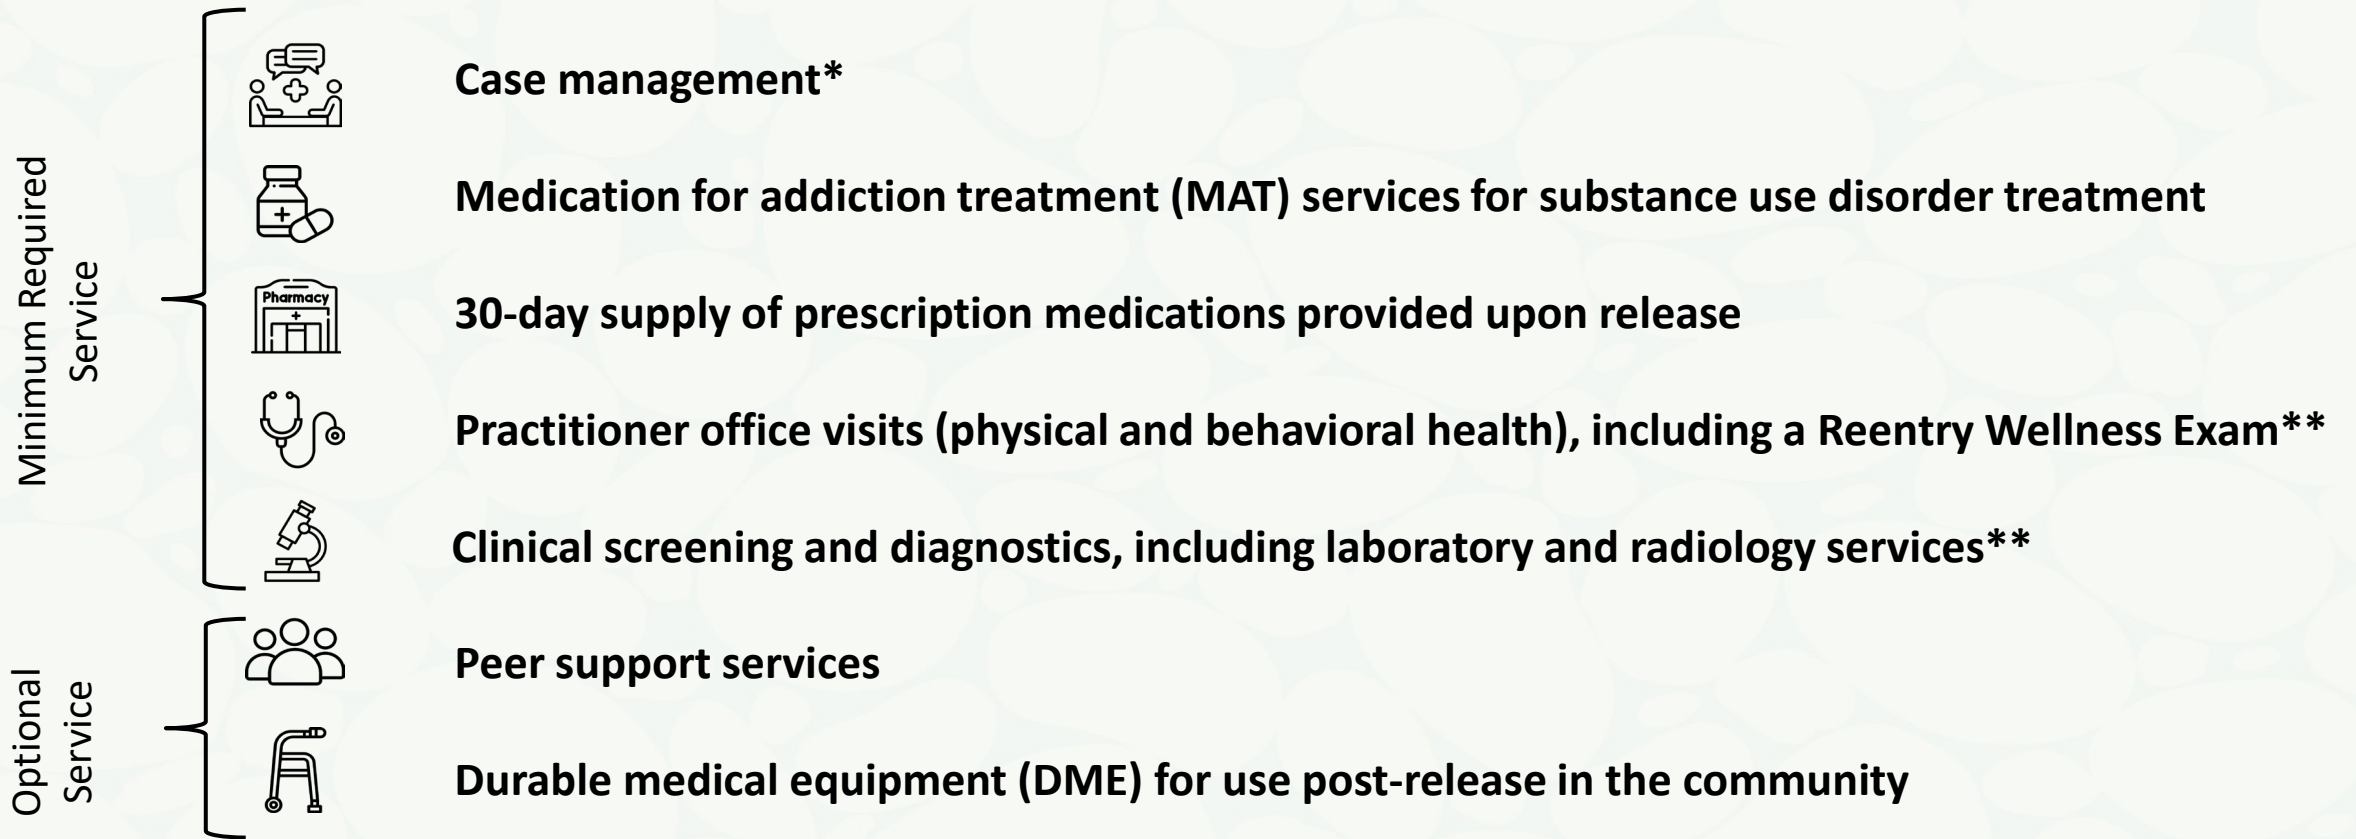 Minimum Required
Service
Case management*
Medication for addiction treatment (MAT) services for substance use disorder treatment
Pharmacy
30-day supply of prescription medications provided upon release
Practitioner office visits (physical and behavioral health), including a Reentry Wellness Exam**
Clinical screening and diagnostics, including laboratory and radiology services**
Optional
Service
Peer support services
Durable medical equipment (DME) for use post-release in the community